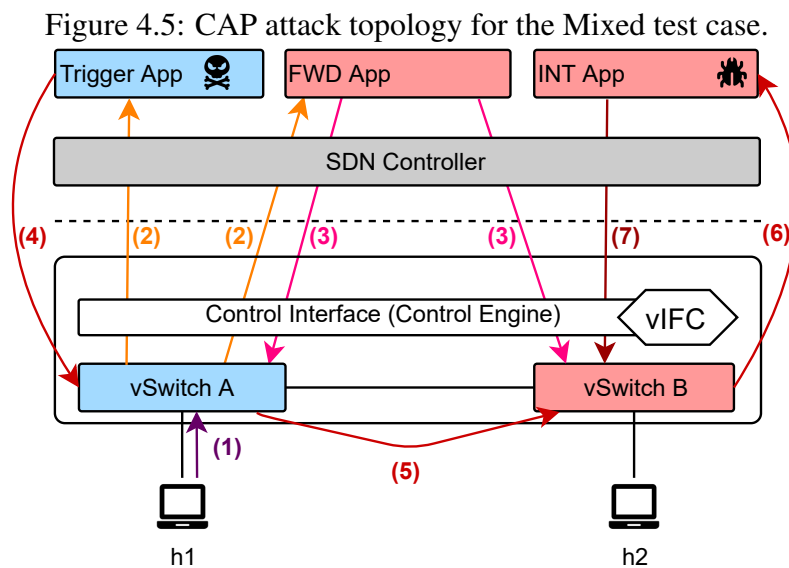 Figure 4.5: CAP attack topology for the Mixed test case.
Trigger App
FWD App
INT App
SDN Controller
(4)
(2)
(2)
(3)
(3)
(7)
(6)
Control Interface (Control Engine)
vIFC
vSwitch A
vSwitch B
(1)
(5)
h1
h2